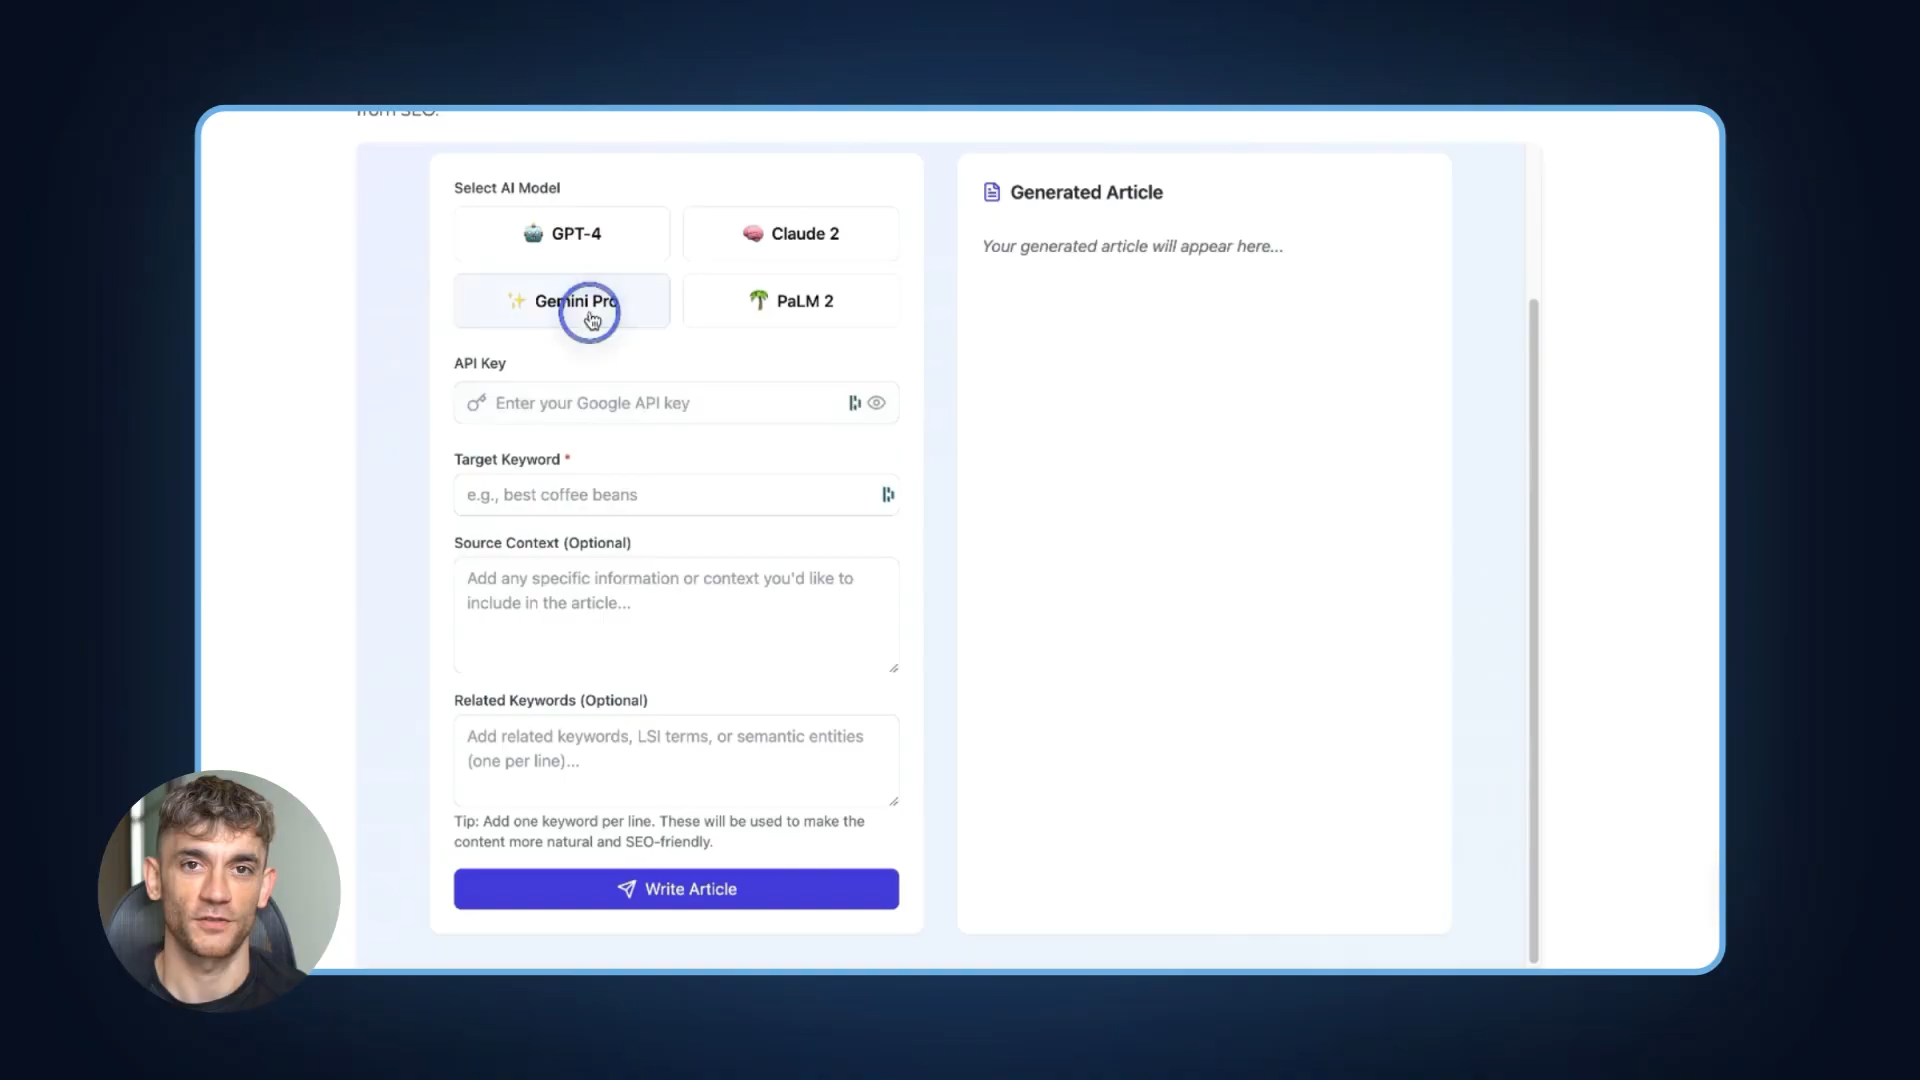 from SEO.
Select AI Model
GPT-4
Claude 2
Gemini Pro
PaLM 2
API Key
Enter your Google API key
Target Keyword *
e.g., best coffee beans
Source Context (Optional)
Add any specific information or context you'd like to
include in the article...
Related Keywords (Optional)
Add related keywords, LSI terms, or semantic entities
(one per line)...
Tip: Add one keyword per line. These will be used to make the
content more natural and SEO-friendly.
Write Article
Generated Article
Your generated article will appear here...